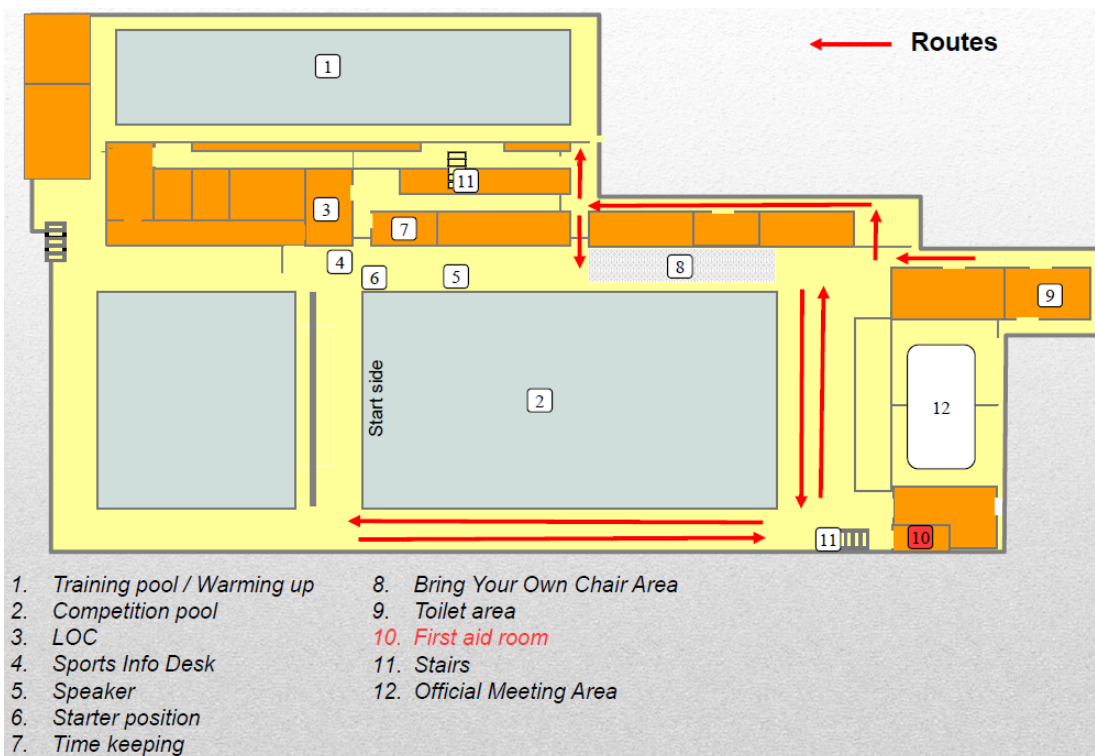 Routes
1
11
3
7
4
6
5
8
9
Start side
2
12
11
10
1. Training pool / Warming up
2. Competition pool
3. LOC
4. Sports Info Desk
5. Speaker
6. Starter position
7. Time keeping
8. Bring Your Own Chair Area
9. Toilet area
10. First aid room
11. Stairs
12. Official Meeting Area